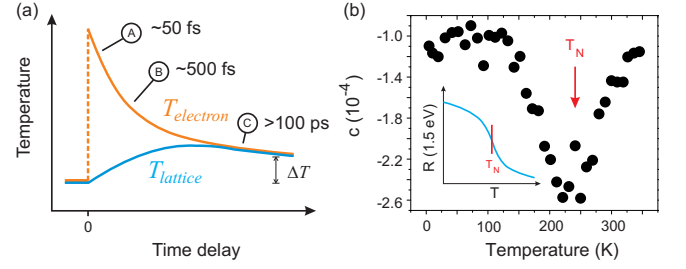 (a)
A ~50 fs
B ~500 fs
T_electron
C >100 ps
T_lattice
ΔT
Temperature
0
Time delay
(b)
-1.0
-1.4
-1.8
-2.2
-2.6
c (10⁻⁴)
T_N
R (1.5 eV)
T_N
T
0 100 200 300
Temperature (K)